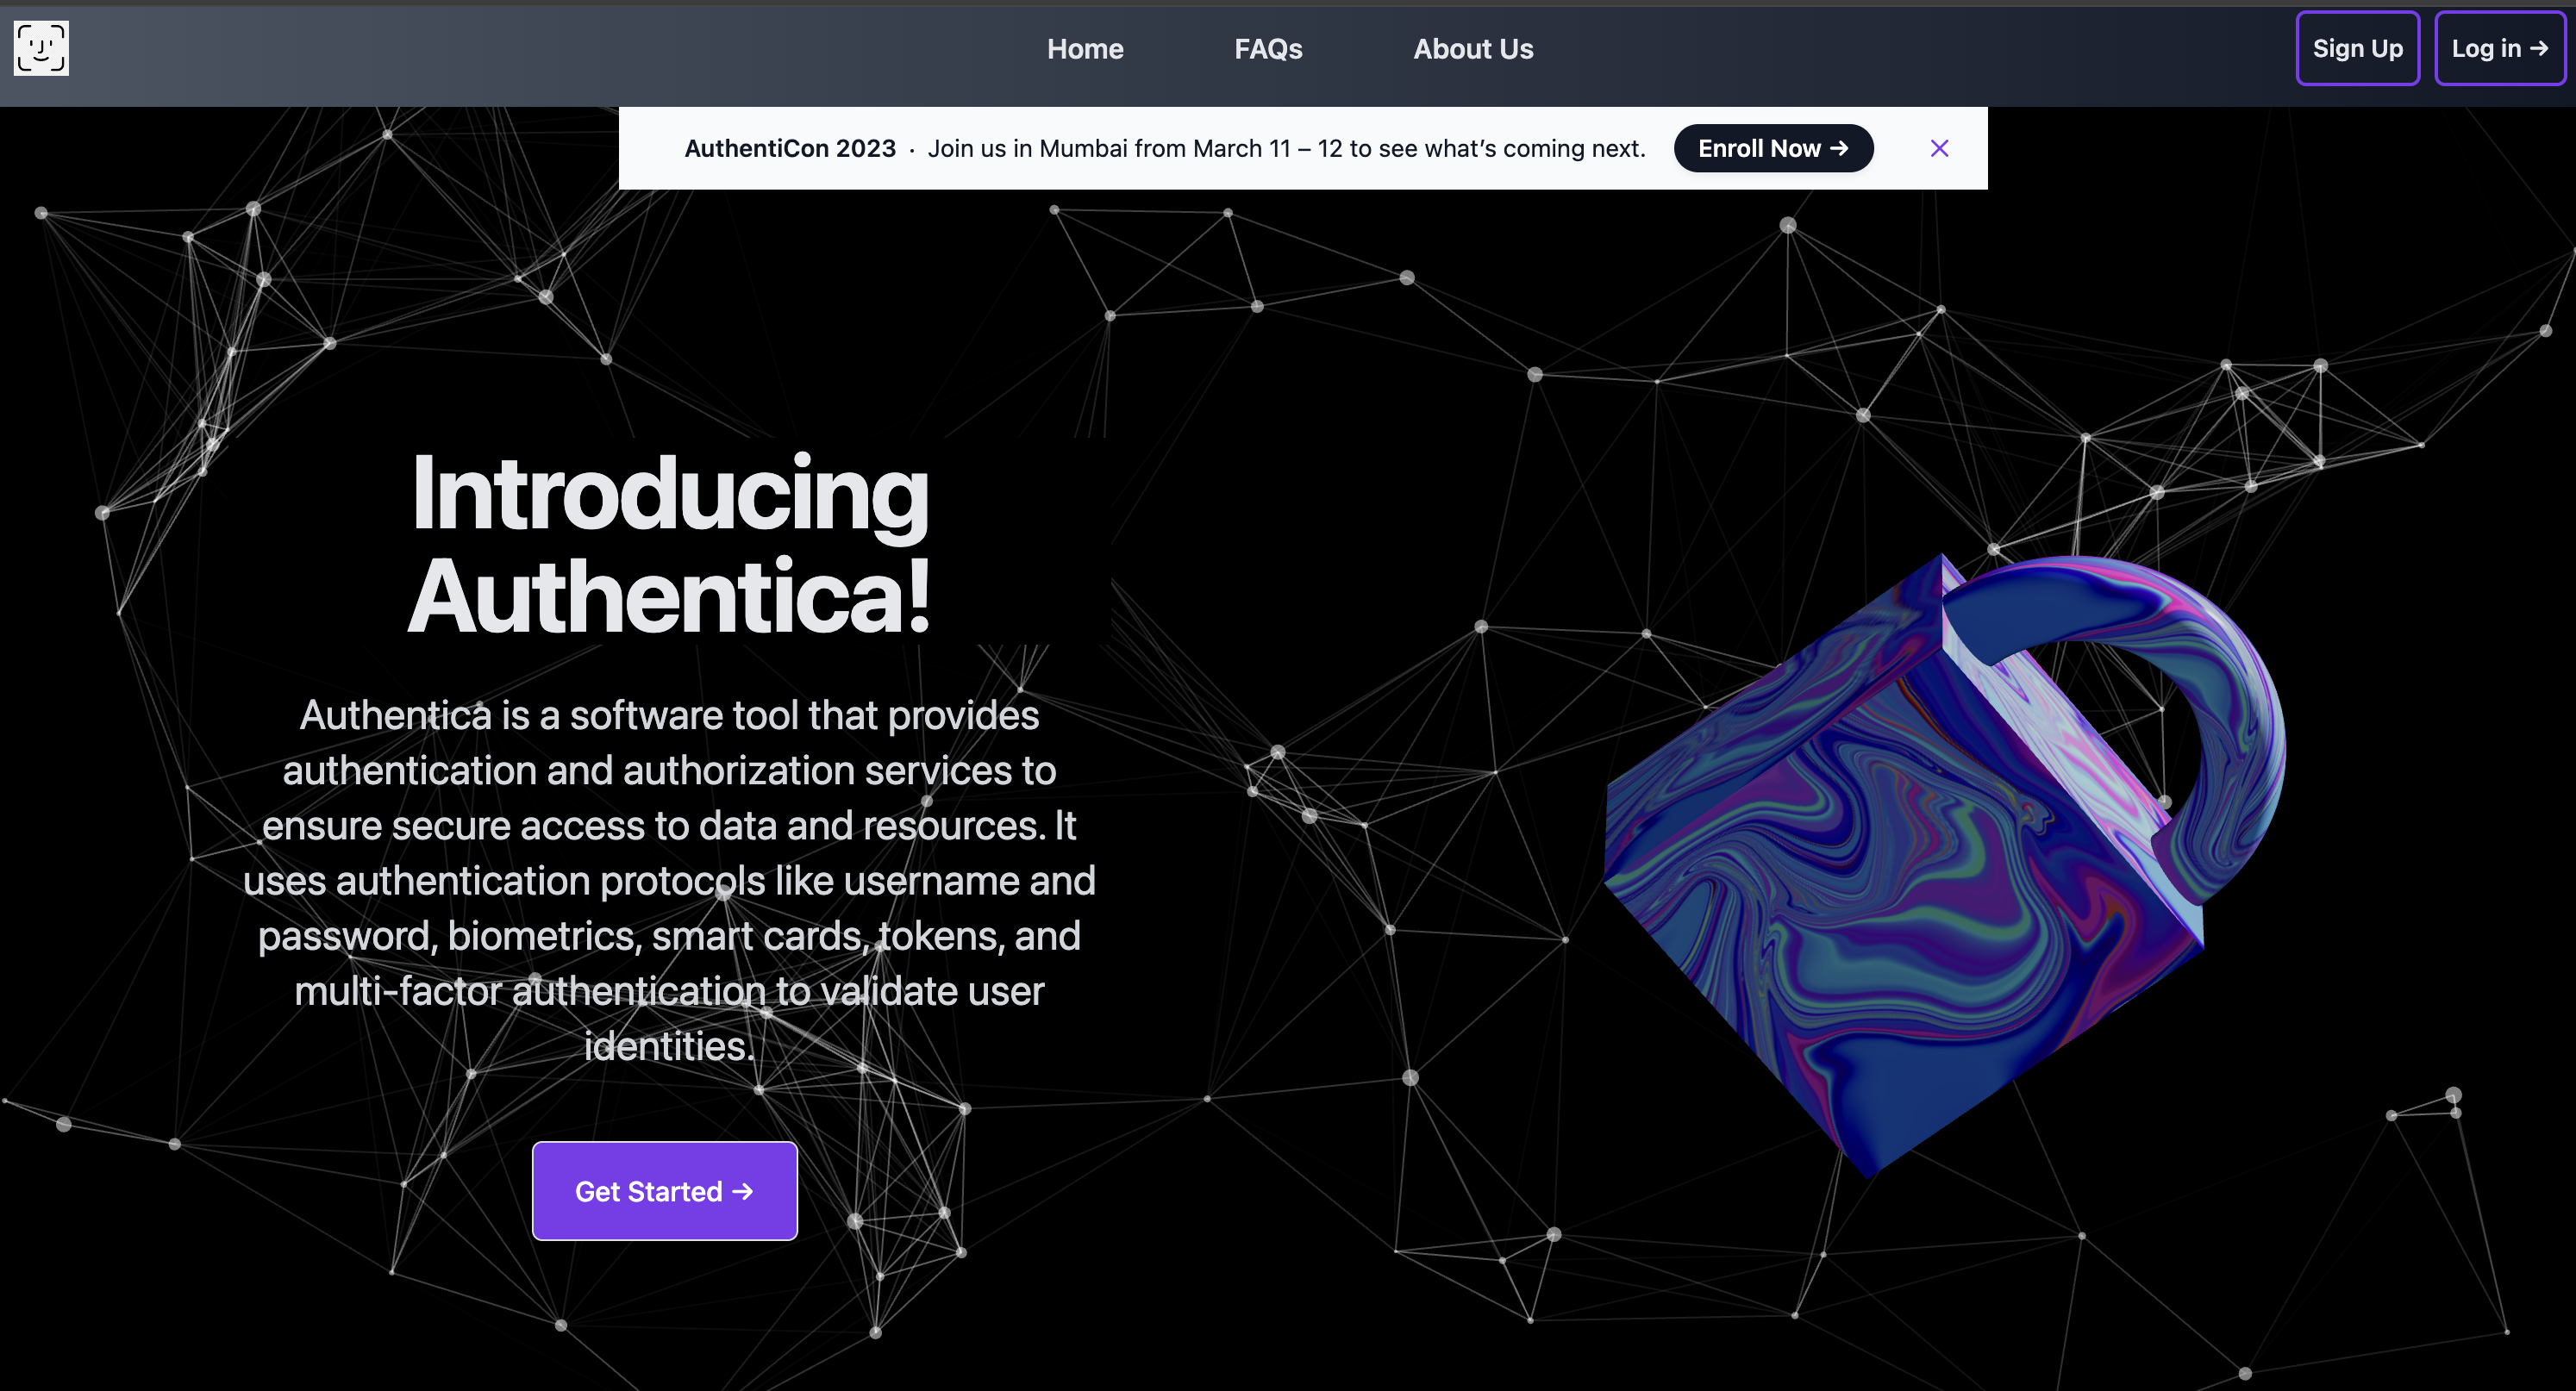 Home FAQs About Us Sign Up Log in →
AuthentiCon 2023 · Join us in Mumbai from March 11 – 12 to see what’s coming next. Enroll Now →
Introducing
Authentica!
Authentica is a software tool that provides
authentication and authorization services to
ensure secure access to data and resources. It
uses authentication protocols like username and
password, biometrics, smart cards, tokens, and
multi-factor authentication to validate user
identities.
Get Started →